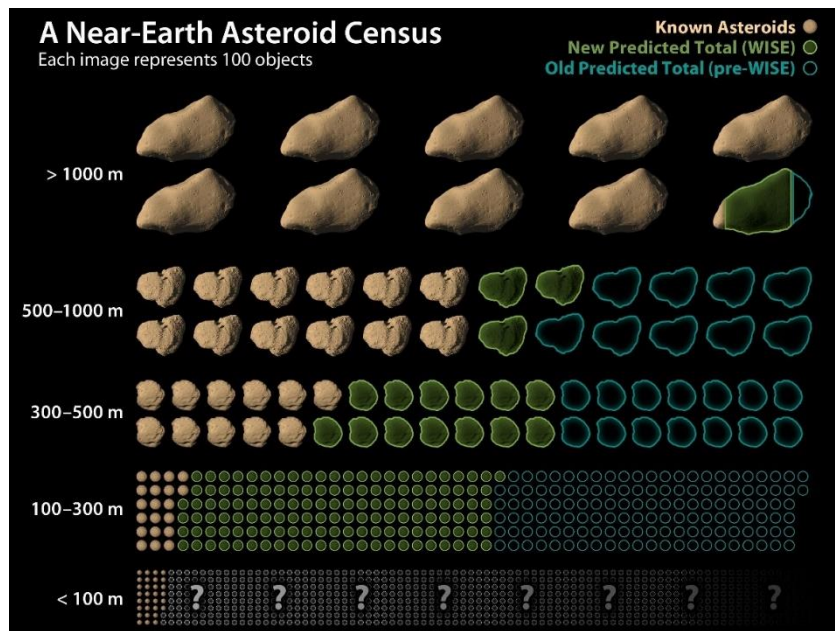 A Near-Earth Asteroid Census
Each image represents 100 objects
Known Asteroids
New Predicted Total (WISE)
Old Predicted Total (pre-WISE)
> 1000 m
500–1000 m
300–500 m
100–300 m
< 100 m
? ? ? ? ? ? ? ?